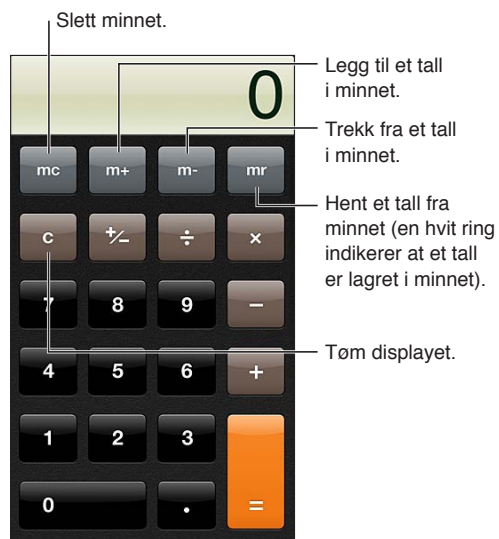 Slett minnet.
0
Legg til et tall
i minnet.
Trekk fra et tall
i minnet.
mc m+ m- mr
Hent et tall fra
minnet (en hvit ring
indikerer at et tall
er lagret i minnet).
c +/− ÷ ×
7 8 9 −
Tøm displayet.
4 5 6 +
1 2 3
0 . =